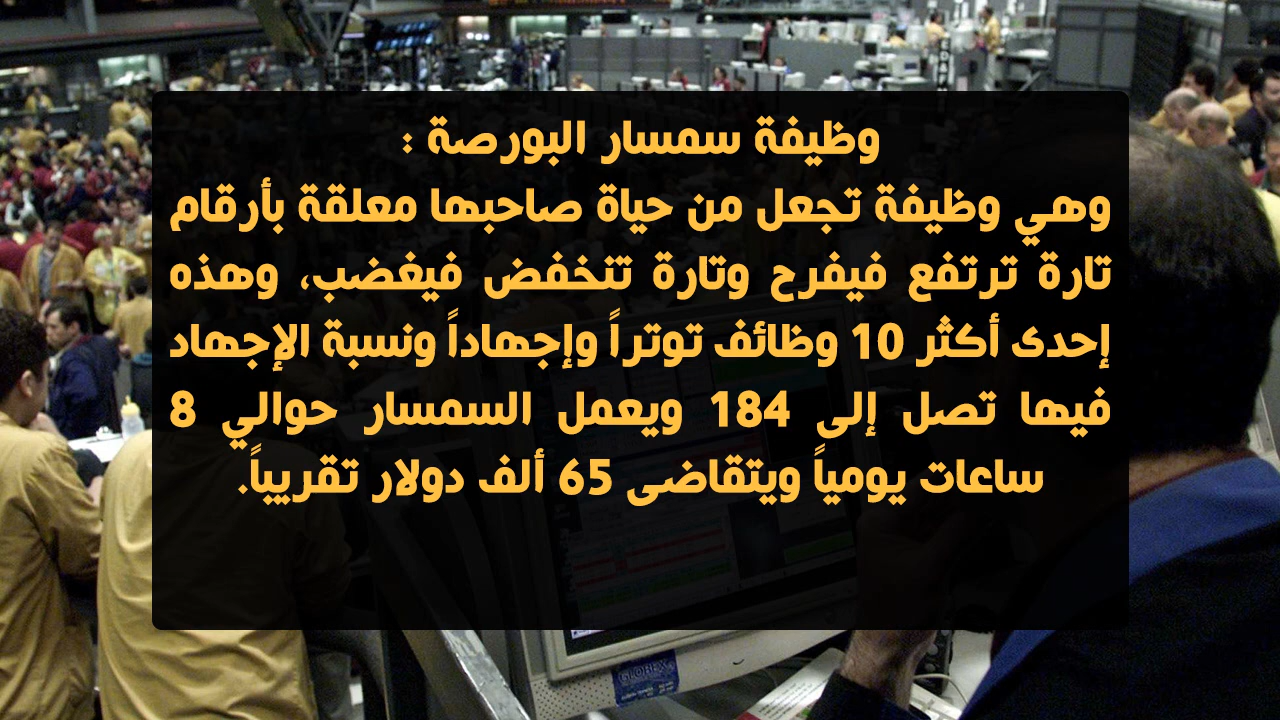 وظيفة سمسار البورصة :
وهي وظيفة تجعل من حياة صاحبها معلقة بأرقام
تارة ترتفع فيفرح وتارة تنخفض فيغضب، وهذه
إحدى أكثر 10 وظائف توتراً وإجهاداً ونسبة الإجهاد
فيها تصل إلى 184 ويعمل السمسار حوالي 8
ساعات يومياً ويتقاضى 65 ألف دولار تقريباً.
GLOBEX